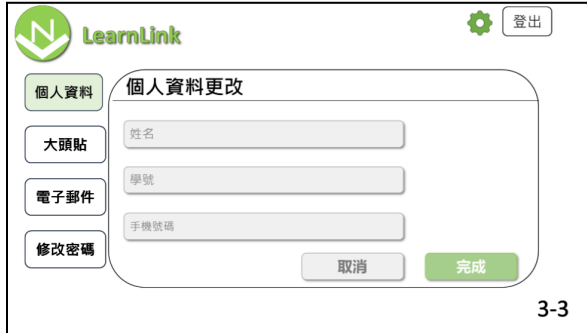 N
LearnLink
登出
個人資料
大頭貼
電子郵件
修改密碼
個人資料更改
姓名
學號
手機號碼
取消
完成
3-3